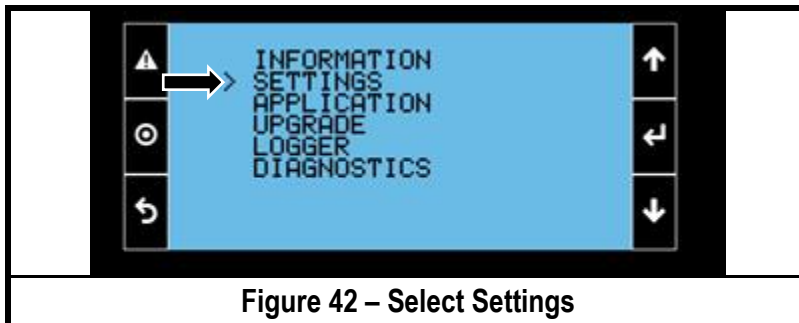 INFORMATION
> SETTINGS
APPLICATION
UPGRADE
LOGGER
DIAGNOSTICS
Figure 42 – Select Settings